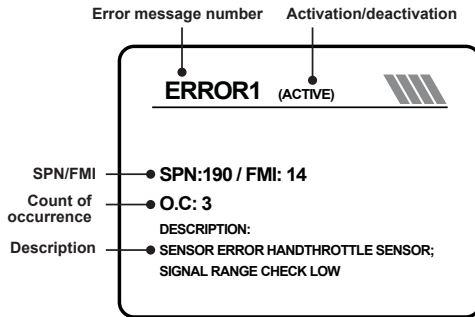 Error message number Activation/deactivation
ERROR1 (ACTIVE)
SPN/FMI SPN:190 / FMI: 14
Count of occurrence O.C: 3
DESCRIPTION:
Description SENSOR ERROR HANDTHROTTLE SENSOR;
SIGNAL RANGE CHECK LOW